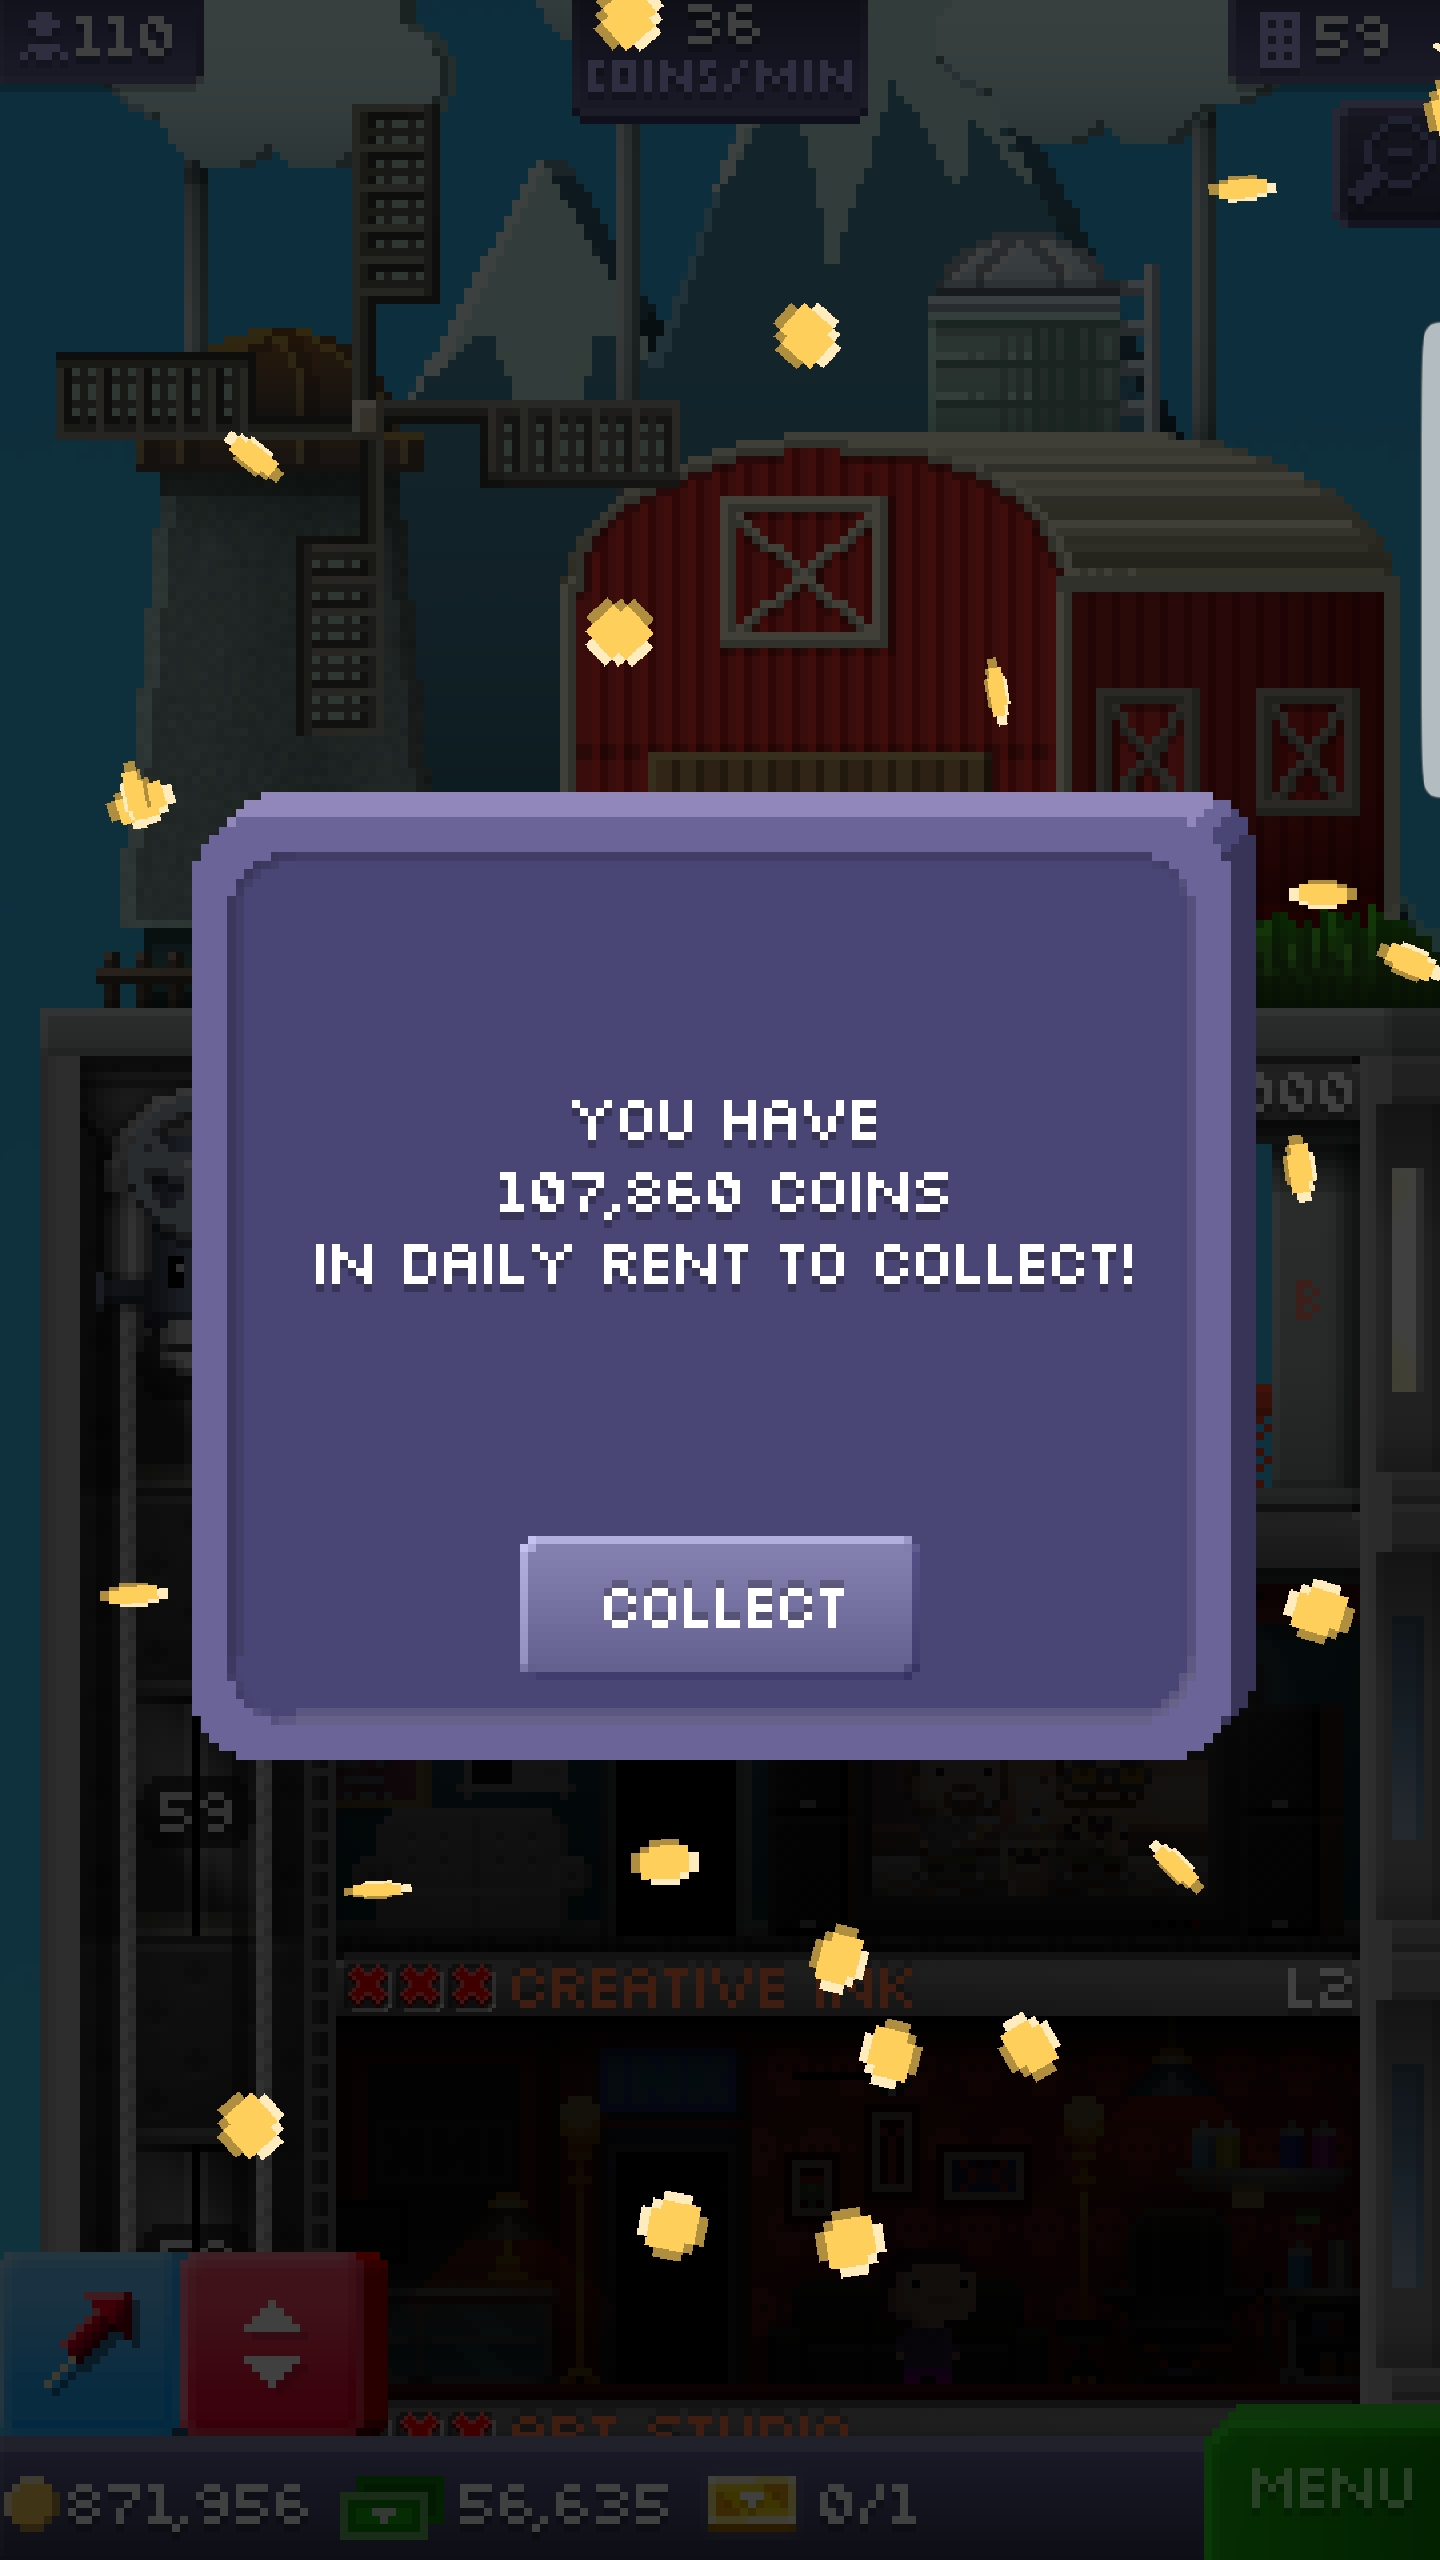 110
36
COINS/MIN
59
000
YOU HAVE
107,860 COINS
IN DAILY RENT TO COLLECT!
B
COLLECT
59
CREATIVE INK
L2
ART STUDIO
871,956
56,635
0/1
MENU